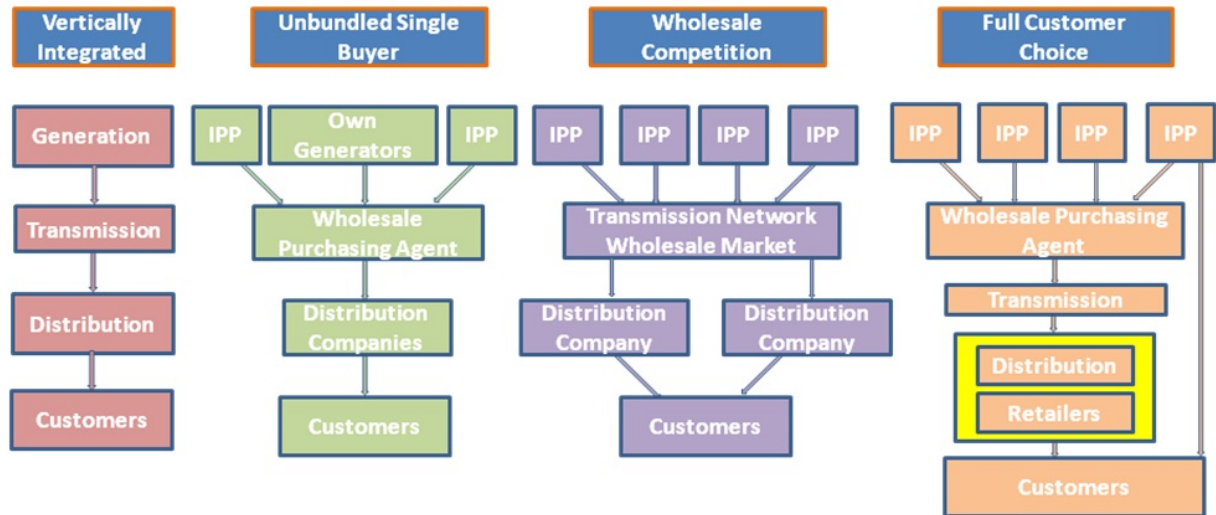 Vertically
Integrated
Unbundled Single
Buyer
Wholesale
Competition
Full Customer
Choice
Generation
Transmission
Distribution
Customers
IPP
Own
Generators
IPP
Wholesale
Purchasing Agent
Distribution
Companies
Customers
IPP
IPP
IPP
IPP
Transmission Network
Wholesale Market
Distribution
Company
Distribution
Company
Customers
IPP
IPP
IPP
IPP
Wholesale Purchasing
Agent
Transmission
Distribution
Retailers
Customers